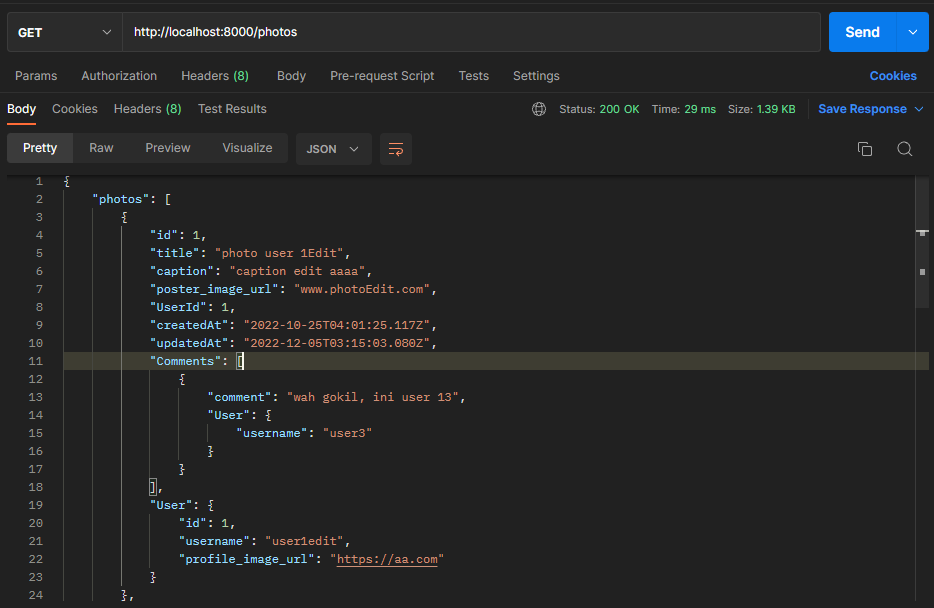 GET http://localhost:8000/photos Send
Params Authorization Headers (8) Body Pre-request Script Tests Settings Cookies
Body Cookies Headers (8) Test Results Status: 200 OK Time: 29 ms Size: 1.39 KB Save Response
Pretty Raw Preview Visualize JSON
1 {
2 "photos": [
3 {
4 "id": 1,
5 "title": "photo user 1Edit",
6 "caption": "caption edit aaaa",
7 "poster_image_url": "www.photoEdit.com",
8 "UserId": 1,
9 "createdAt": "2022-10-25T04:01:25.117Z",
10 "updatedAt": "2022-12-05T03:15:03.080Z",
11 "Comments": [
12 {
13 "comment": "wah gokil, ini user 13",
14 "User": {
15 "username": "user3"
16 }
17 }
18 ],
19 "User": {
20 "id": 1,
21 "username": "user1edit",
22 "profile_image_url": "https://aa.com"
23 }
24 },